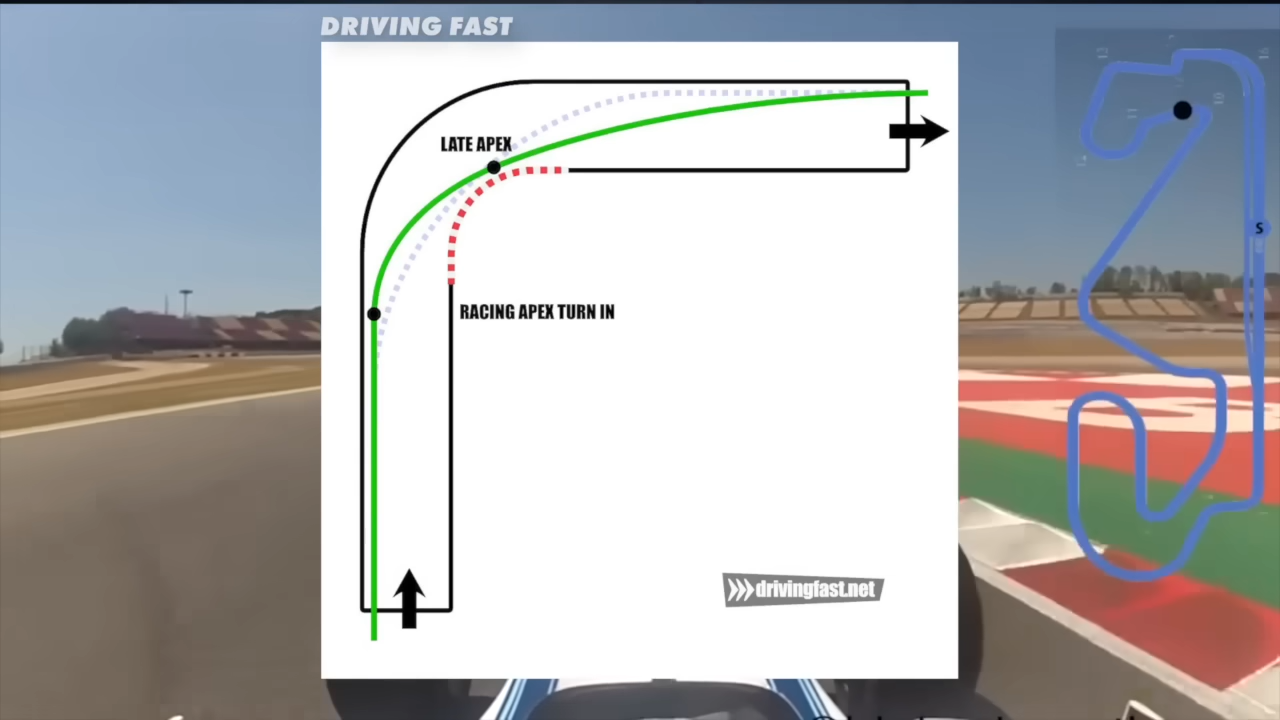 DRIVING FAST
LATE APEX
RACING APEX TURN IN
drivingfast.net
S